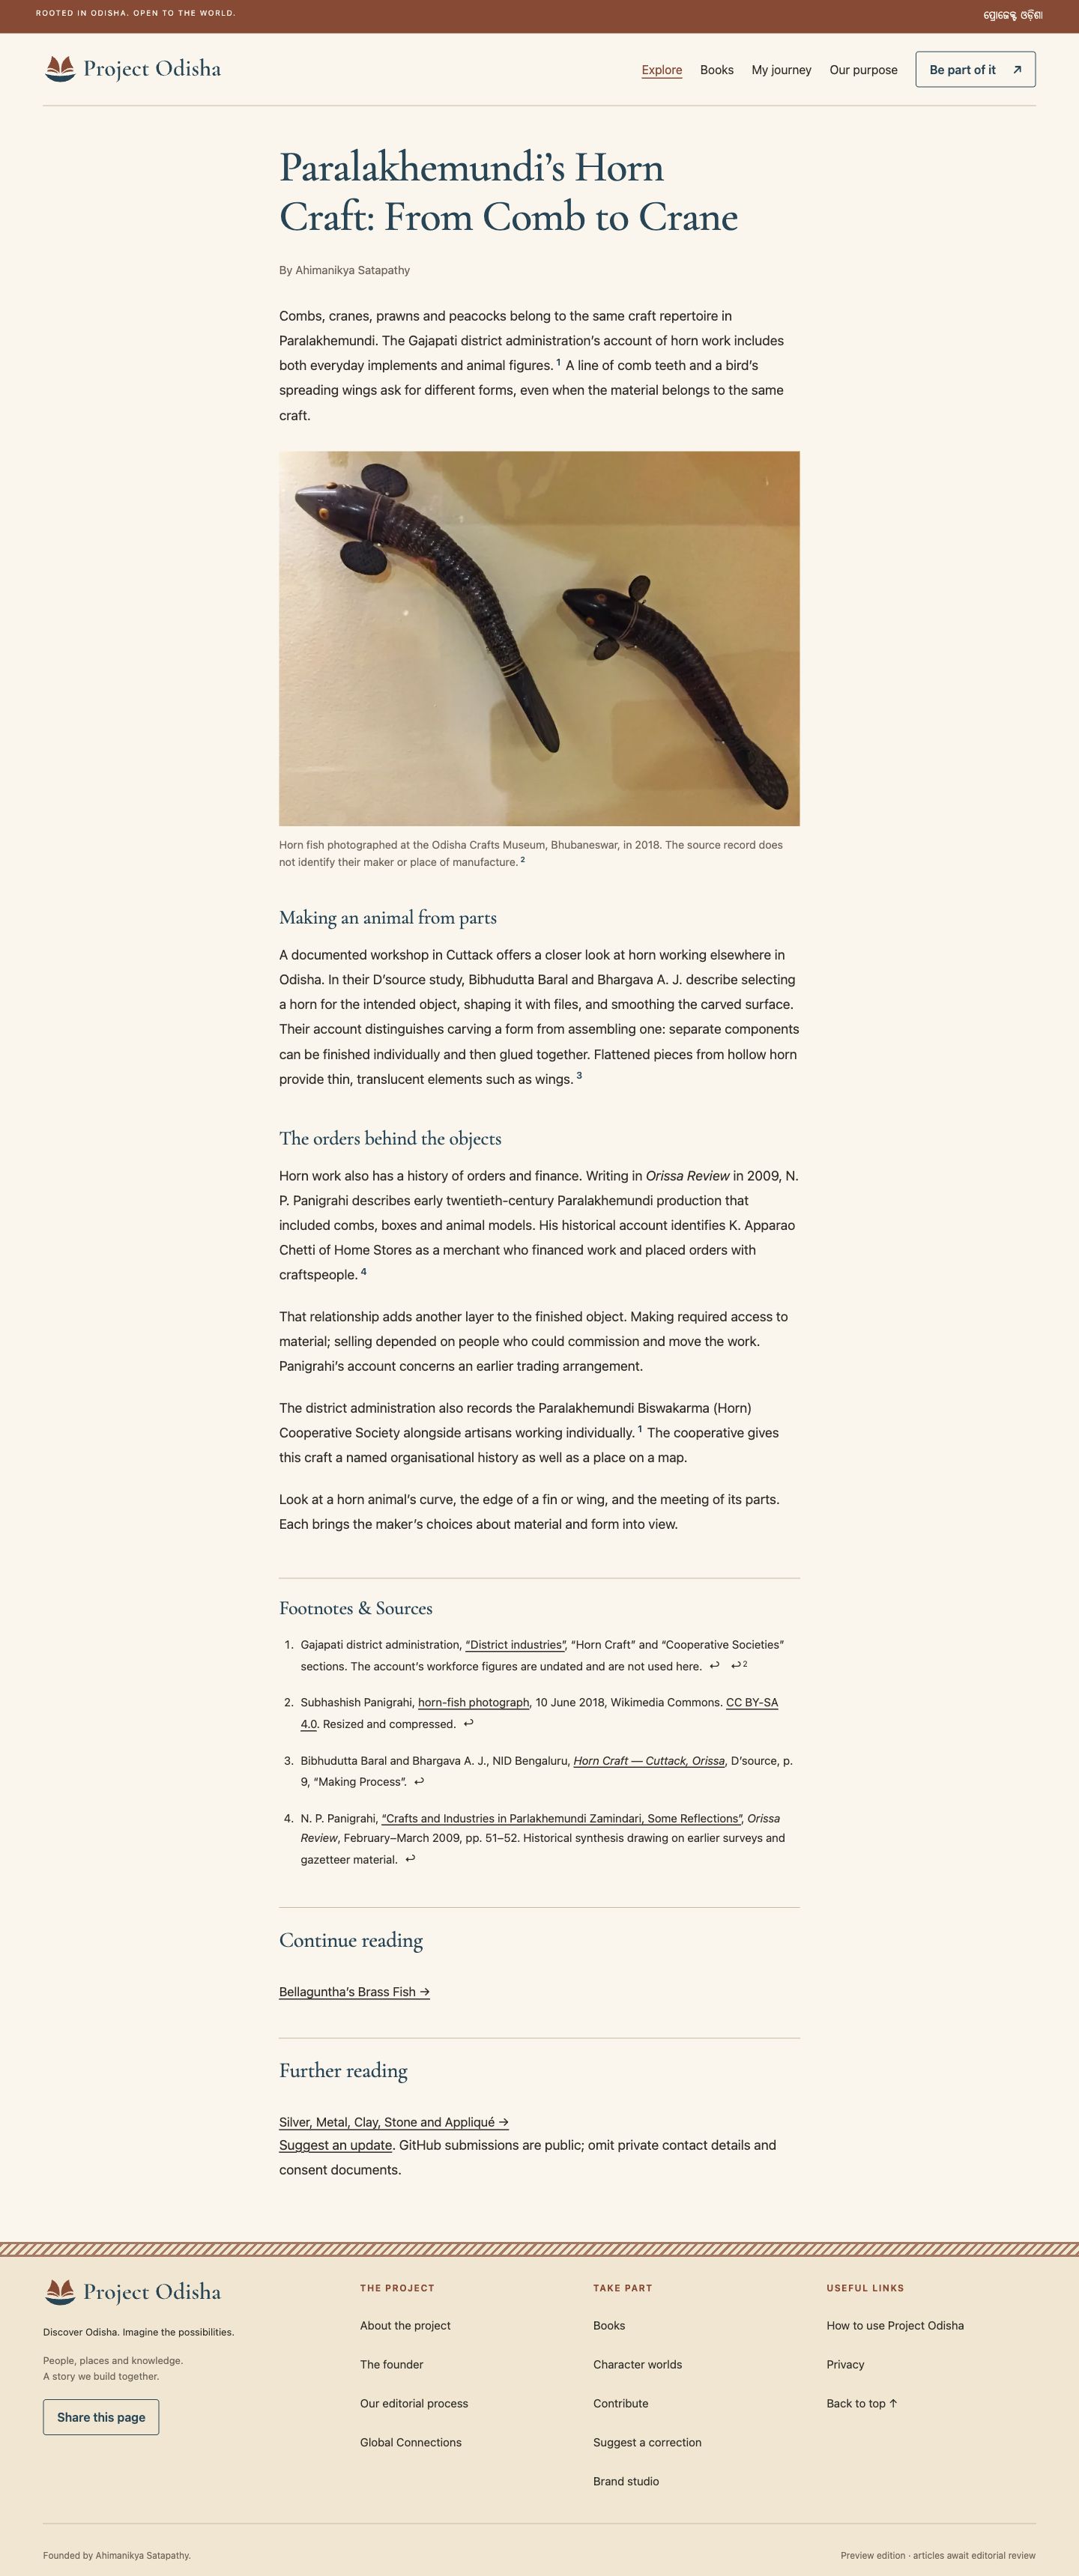 ROOTED IN ODISHA. OPEN TO THE WORLD.
ପ୍ରୋଜେକ୍ଟ ଓଡ଼ିଶା
Project Odisha
Explore
Books
My journey
Our purpose
Be part of it ↗
Paralakhemundi’s Horn
Craft: From Comb to Crane
By Ahimanikya Satapathy
Combs, cranes, prawns and peacocks belong to the same craft repertoire in
Paralakhemundi. The Gajapati district administration’s account of horn work includes
both everyday implements and animal figures. 1 A line of comb teeth and a bird’s
spreading wings ask for different forms, even when the material belongs to the same
craft.
Horn fish photographed at the Odisha Crafts Museum, Bhubaneswar, in 2018. The source record does
not identify their maker or place of manufacture. 2
Making an animal from parts
A documented workshop in Cuttack offers a closer look at horn working elsewhere in
Odisha. In their D’source study, Bibhudutta Baral and Bhargava A. J. describe selecting
a horn for the intended object, shaping it with files, and smoothing the carved surface.
Their account distinguishes carving a form from assembling one: separate components
can be finished individually and then glued together. Flattened pieces from hollow horn
provide thin, translucent elements such as wings. 3
The orders behind the objects
Horn work also has a history of orders and finance. Writing in Orissa Review in 2009, N.
P. Panigrahi describes early twentieth-century Paralakhemundi production that
included combs, boxes and animal models. His historical account identifies K. Apparao
Chetti of Home Stores as a merchant who financed work and placed orders with
craftspeople. 4
That relationship adds another layer to the finished object. Making required access to
material; selling depended on people who could commission and move the work.
Panigrahi’s account concerns an earlier trading arrangement.
The district administration also records the Paralakhemundi Biswakarma (Horn)
Cooperative Society alongside artisans working individually. 1 The cooperative gives
this craft a named organisational history as well as a place on a map.
Look at a horn animal’s curve, the edge of a fin or wing, and the meeting of its parts.
Each brings the maker’s choices about material and form into view.
Footnotes & Sources
1. Gajapati district administration, “District industries”, “Horn Craft” and “Cooperative Societies”
sections. The account’s workforce figures are undated and are not used here. ↩ ↩2
2. Subhashish Panigrahi, horn-fish photograph, 10 June 2018, Wikimedia Commons. CC BY-SA
4.0. Resized and compressed. ↩
3. Bibhudutta Baral and Bhargava A. J., NID Bengaluru, Horn Craft — Cuttack, Orissa, D’source, p.
9, “Making Process”. ↩
4. N. P. Panigrahi, “Crafts and Industries in Parlakhemundi Zamindari, Some Reflections”, Orissa
Review, February–March 2009, pp. 51–52. Historical synthesis drawing on earlier surveys and
gazetteer material. ↩
Continue reading
Bellaguntha’s Brass Fish →
Further reading
Silver, Metal, Clay, Stone and Appliqué →
Suggest an update. GitHub submissions are public; omit private contact details and
consent documents.
Project Odisha
Discover Odisha. Imagine the possibilities.
People, places and knowledge.
A story we build together.
Share this page
THE PROJECT
About the project
The founder
Our editorial process
Global Connections
TAKE PART
Books
Character worlds
Contribute
Suggest a correction
Brand studio
USEFUL LINKS
How to use Project Odisha
Privacy
Back to top ↑
Founded by Ahimanikya Satapathy.
Preview edition · articles await editorial review